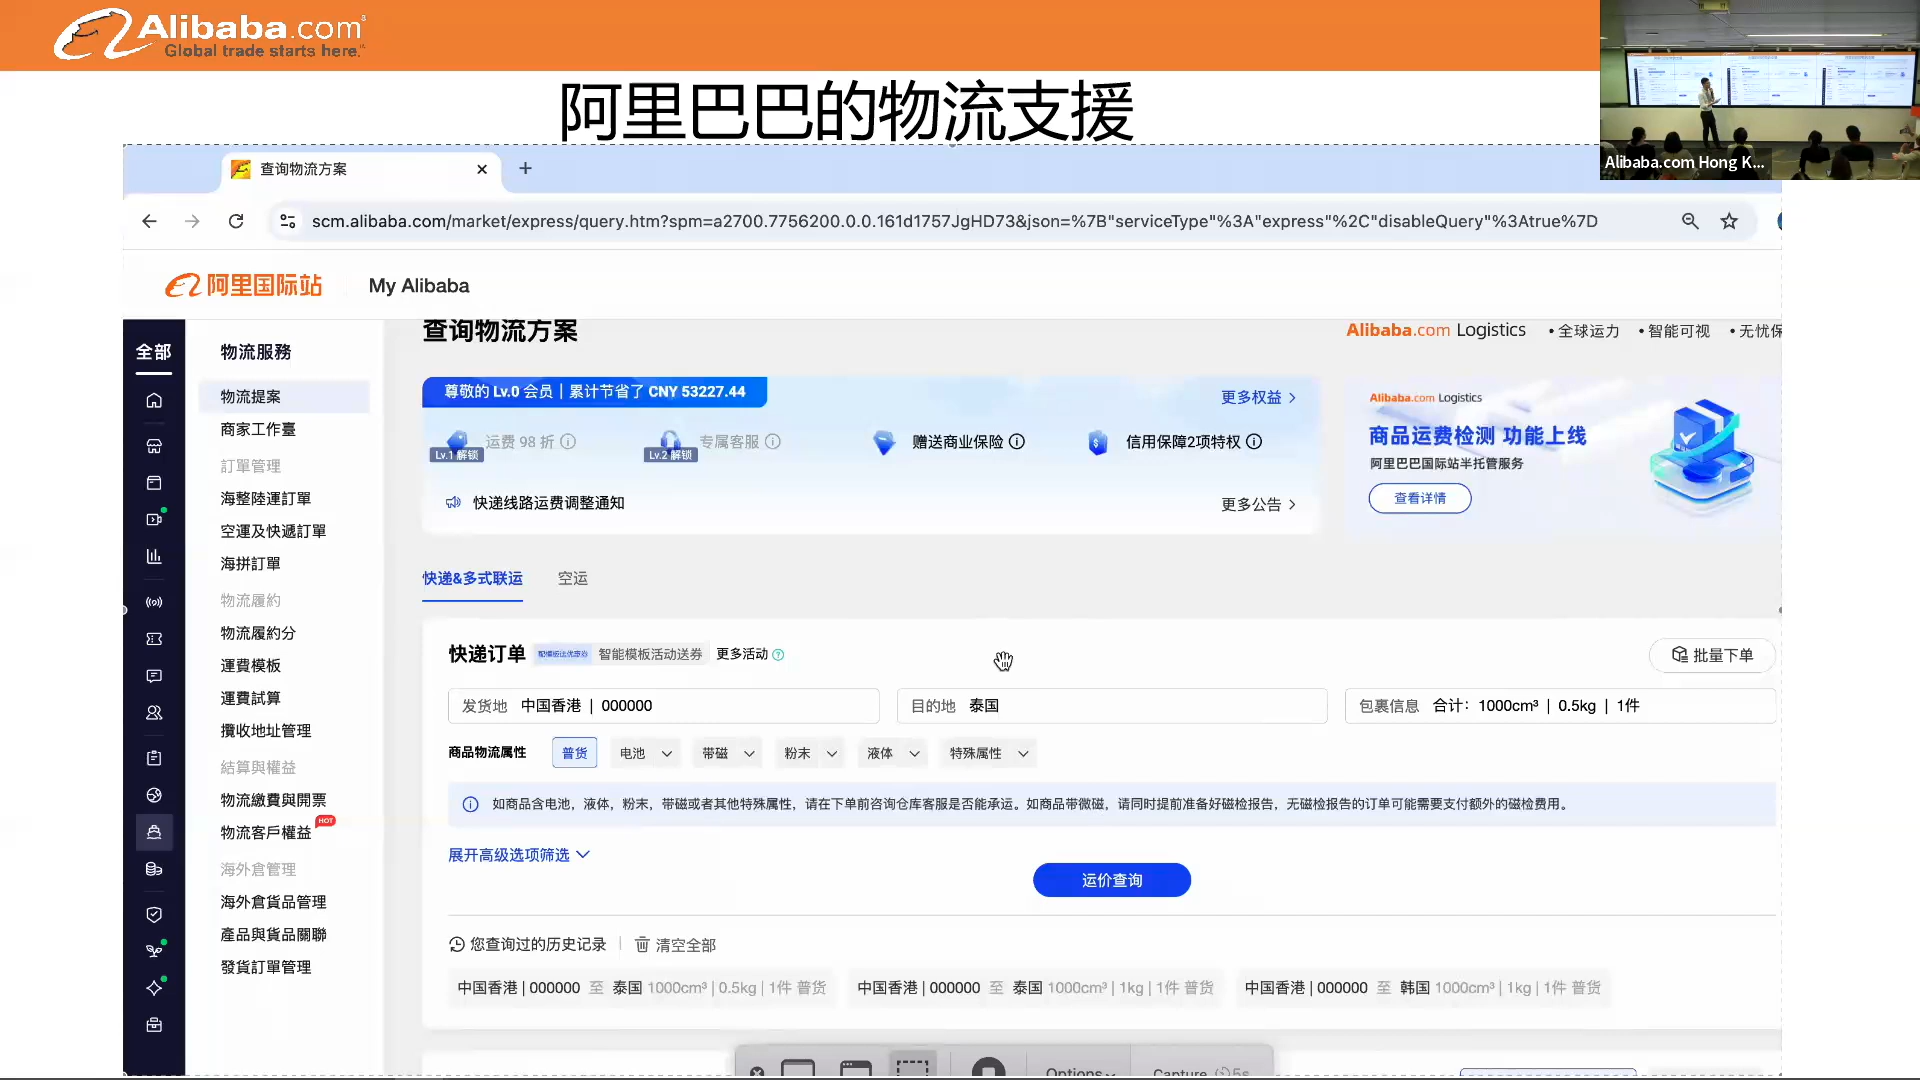 Alibaba.com
Global trade starts here.
阿里巴巴的物流支援
Alibaba.com Hong K...
查询物流方案
scm.alibaba.com/market/express/query.htm?spm=a2700.7756200.0.0.161d1757JgHD73&json=%7B"serviceType"%3A"express"%2C"disableQuery"%3Atrue%7D
阿里国际站 My Alibaba
全部
物流服務
物流提案
商家工作臺
訂單管理
海整陸運訂單
空運及快遞訂單
海拼訂單
物流履約
物流履約分
運費模板
運費試算
攬收地址管理
結算與權益
物流繳費與開票
物流客戶權益 HOT
海外倉管理
海外倉貨品管理
產品與貨品關聯
發貨訂單管理
查询物流方案
Alibaba.com Logistics •全球运力 •智能可视 •无忧保
尊敬的 Lv.0 会员 | 累计节省了 CNY 53227.44
更多权益
Lv.1 解锁 运费 98 折
Lv.2 解锁 专属客服
赠送商业保险
信用保障2项特权
快递线路运费调整通知
更多公告
Alibaba.com Logistics
商品运费检测 功能上线
阿里巴巴国际站半托管服务
查看详情
快递&多式联运 空运
快递订单 智能模板活动送券 更多活动
批量下单
发货地 中国香港 | 000000
目的地 泰国
包裹信息 合计：1000cm³ | 0.5kg | 1件
商品物流属性 普货 电池 带磁 粉末 液体 特殊属性
如商品含电池，液体，粉末，带磁或者其他特殊属性，请在下单前咨询仓库客服是否能承运。如商品带微磁，请同时提前准备好磁检报告，无磁检报告的订单可能需要支付额外的磁检费用。
展开高级选项筛选
运价查询
您查询过的历史记录 | 清空全部
中国香港 | 000000 至 泰国 1000cm³ | 0.5kg | 1件 普货
中国香港 | 000000 至 泰国 1000cm³ | 1kg | 1件 普货
中国香港 | 000000 至 韩国 1000cm³ | 1kg | 1件 普货
Options
Capture 5s